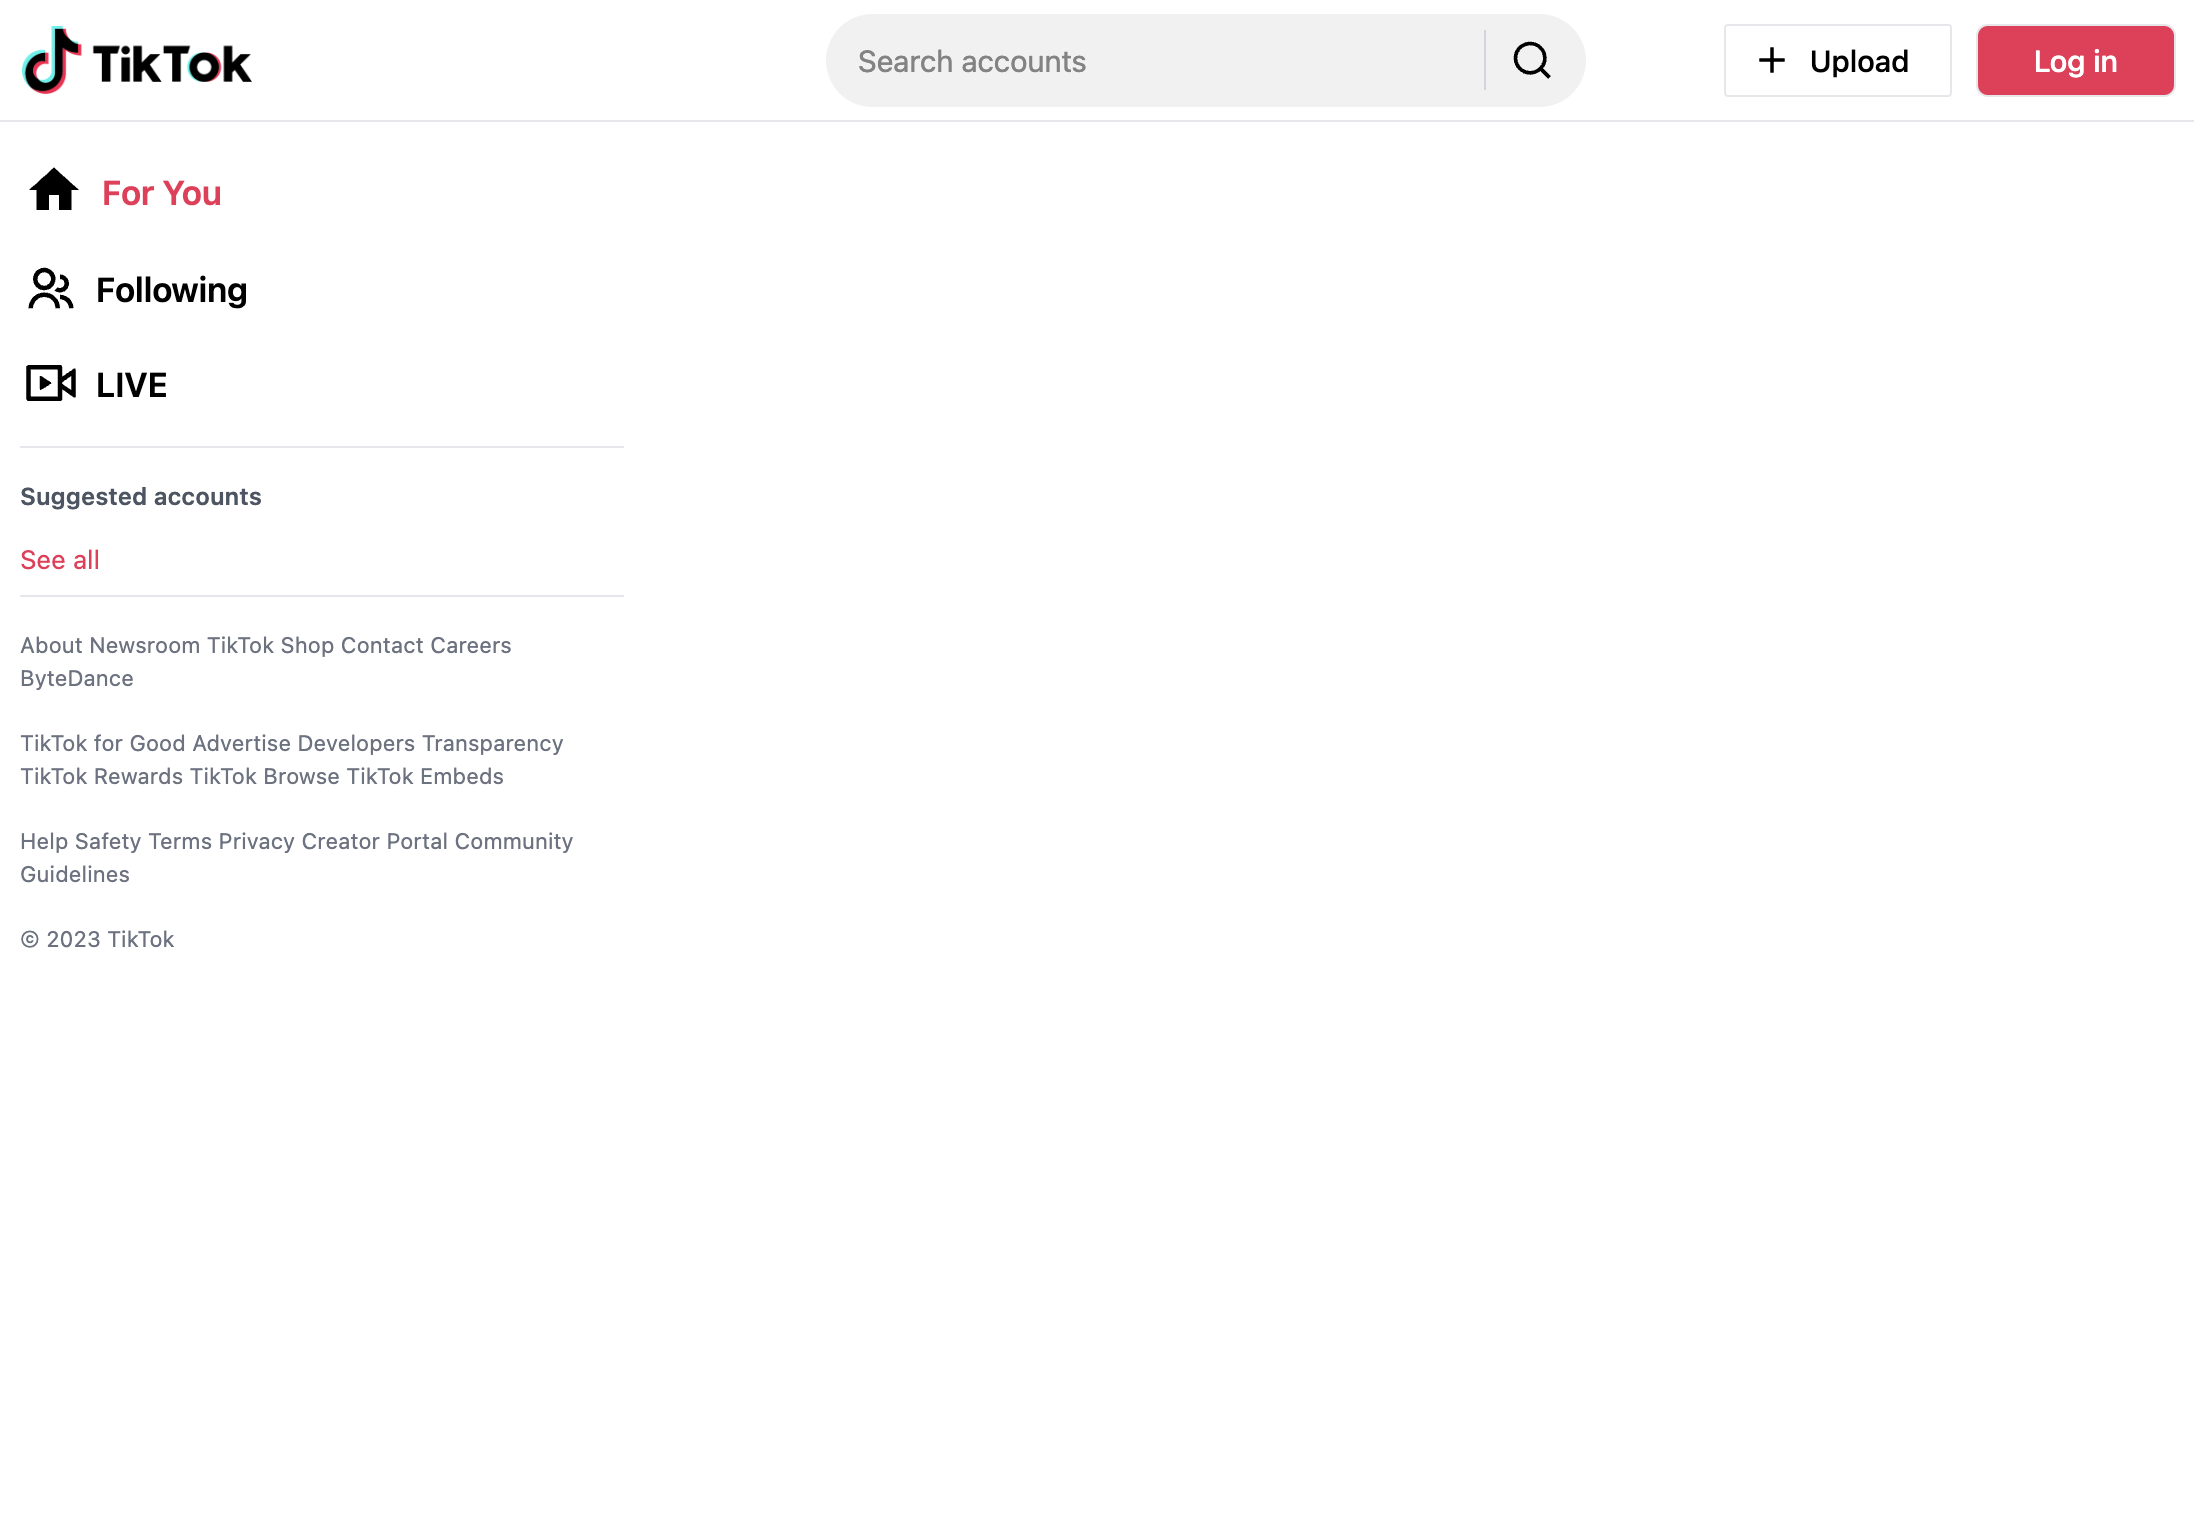 TikTok
Search accounts
Upload
Log in
For You
Following
LIVE
Suggested accounts
See all
About Newsroom TikTok Shop Contact Careers
ByteDance
TikTok for Good Advertise Developers Transparency
TikTok Rewards TikTok Browse TikTok Embeds
Help Safety Terms Privacy Creator Portal Community
Guidelines
© 2023 TikTok